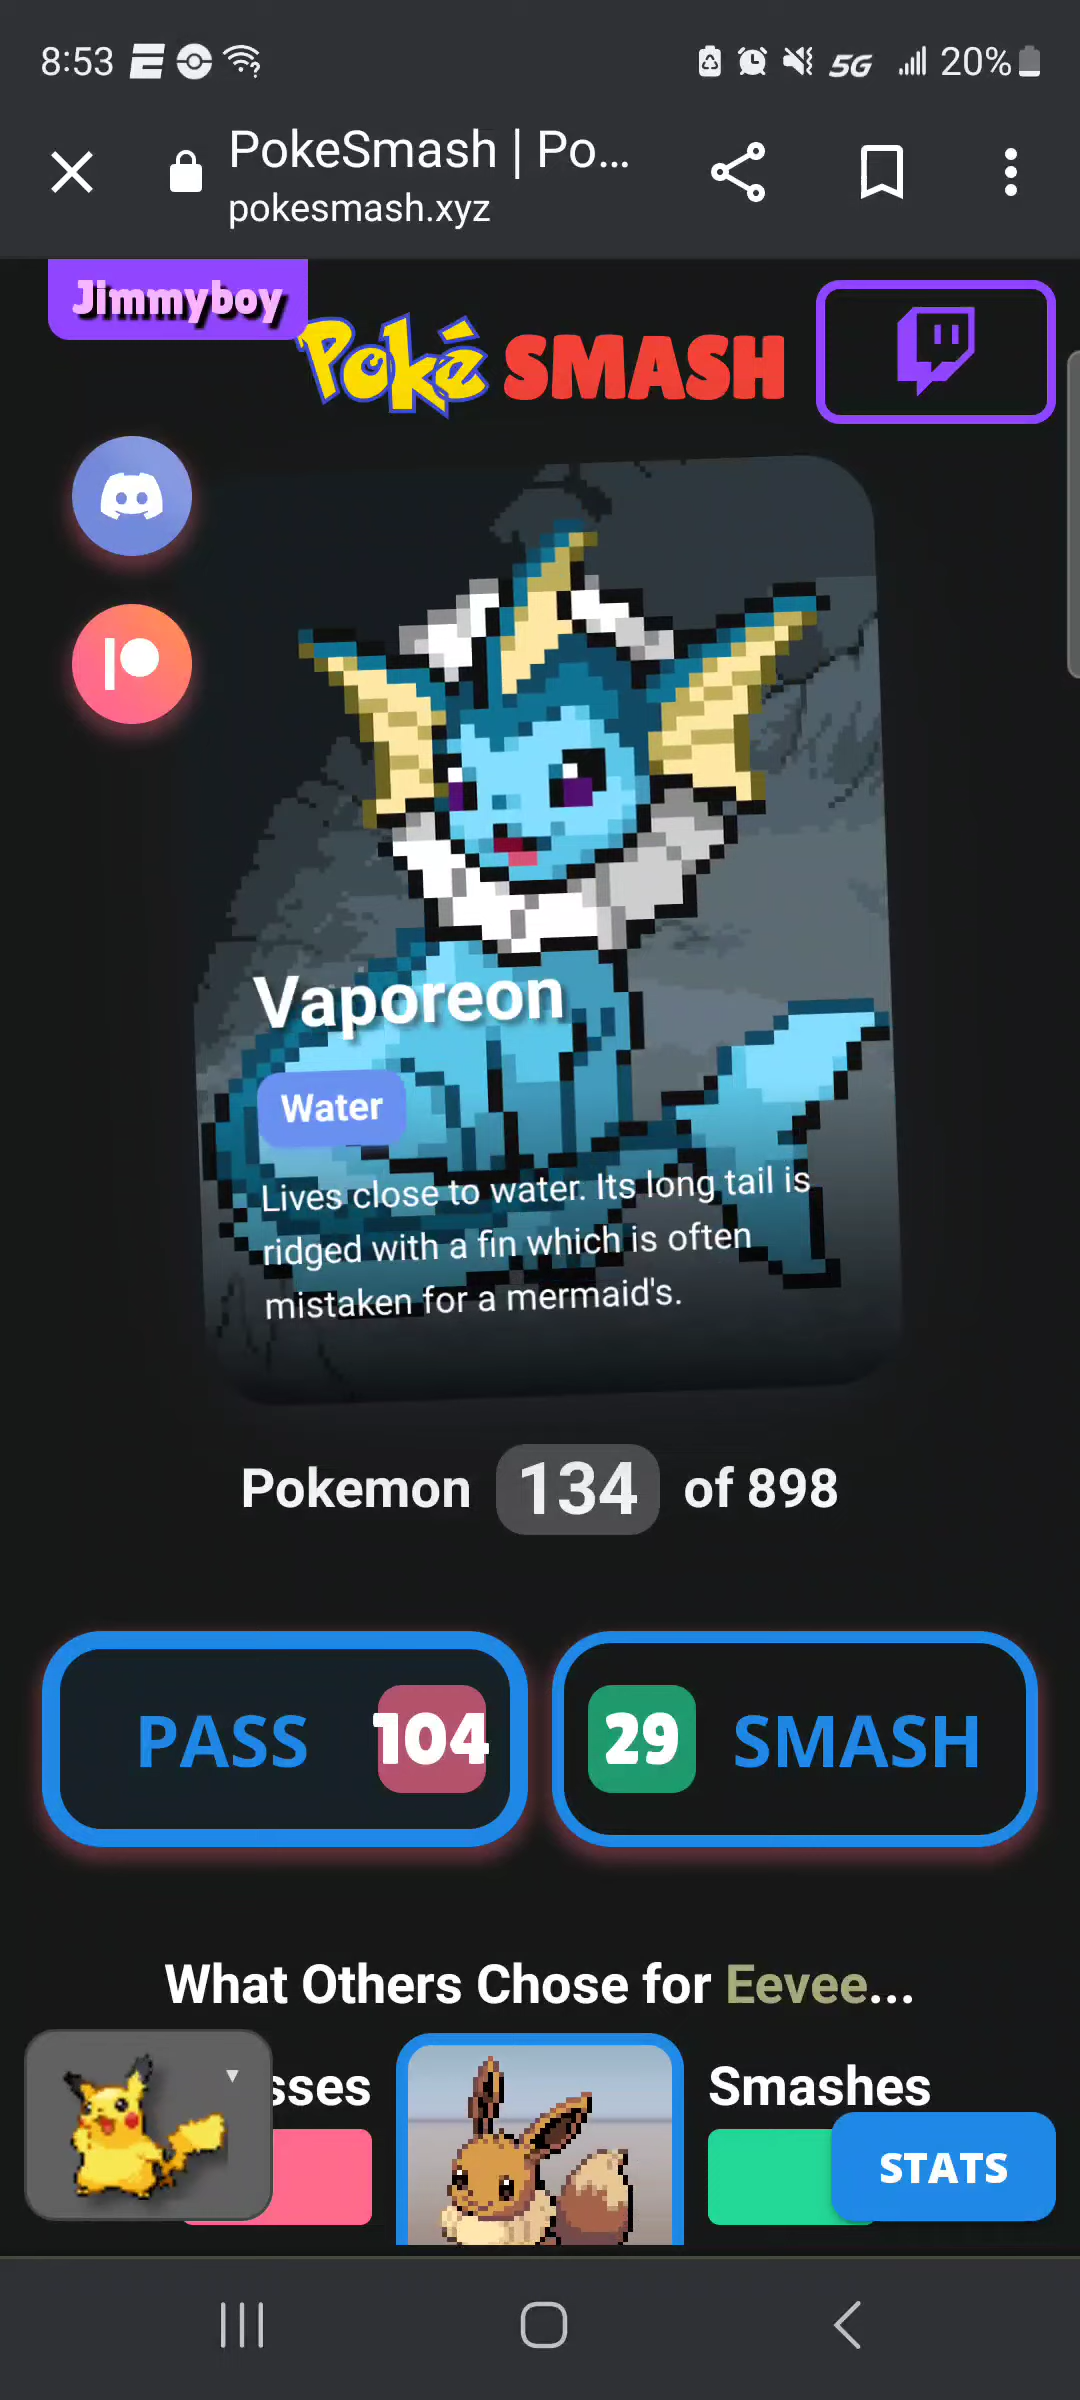 8:53
5G
20%
PokeSmash | Po...
pokesmash.xyz
Jimmyboy
Poké SMASH
Vaporeon
Water
Lives close to water. Its long tail is
ridged with a fin which is often
mistaken for a mermaid's.
Pokemon 134 of 898
PASS 104
29 SMASH
What Others Chose for Eevee...
sses
Smashes
STATS